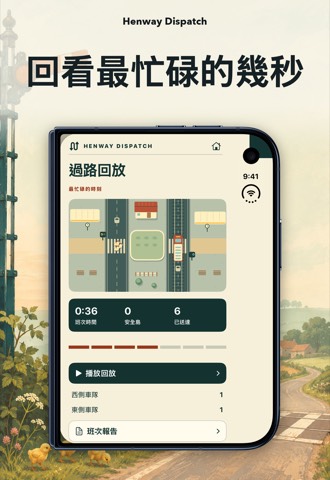 Henway Dispatch
回看最忙碌的幾秒
HENWAY DISPATCH
9:41
過路回放
最忙碌的時刻
0:36
0
6
班次時間
安全島
已送達
播放回放
西側車隊 1
東側車隊 1
班次報告